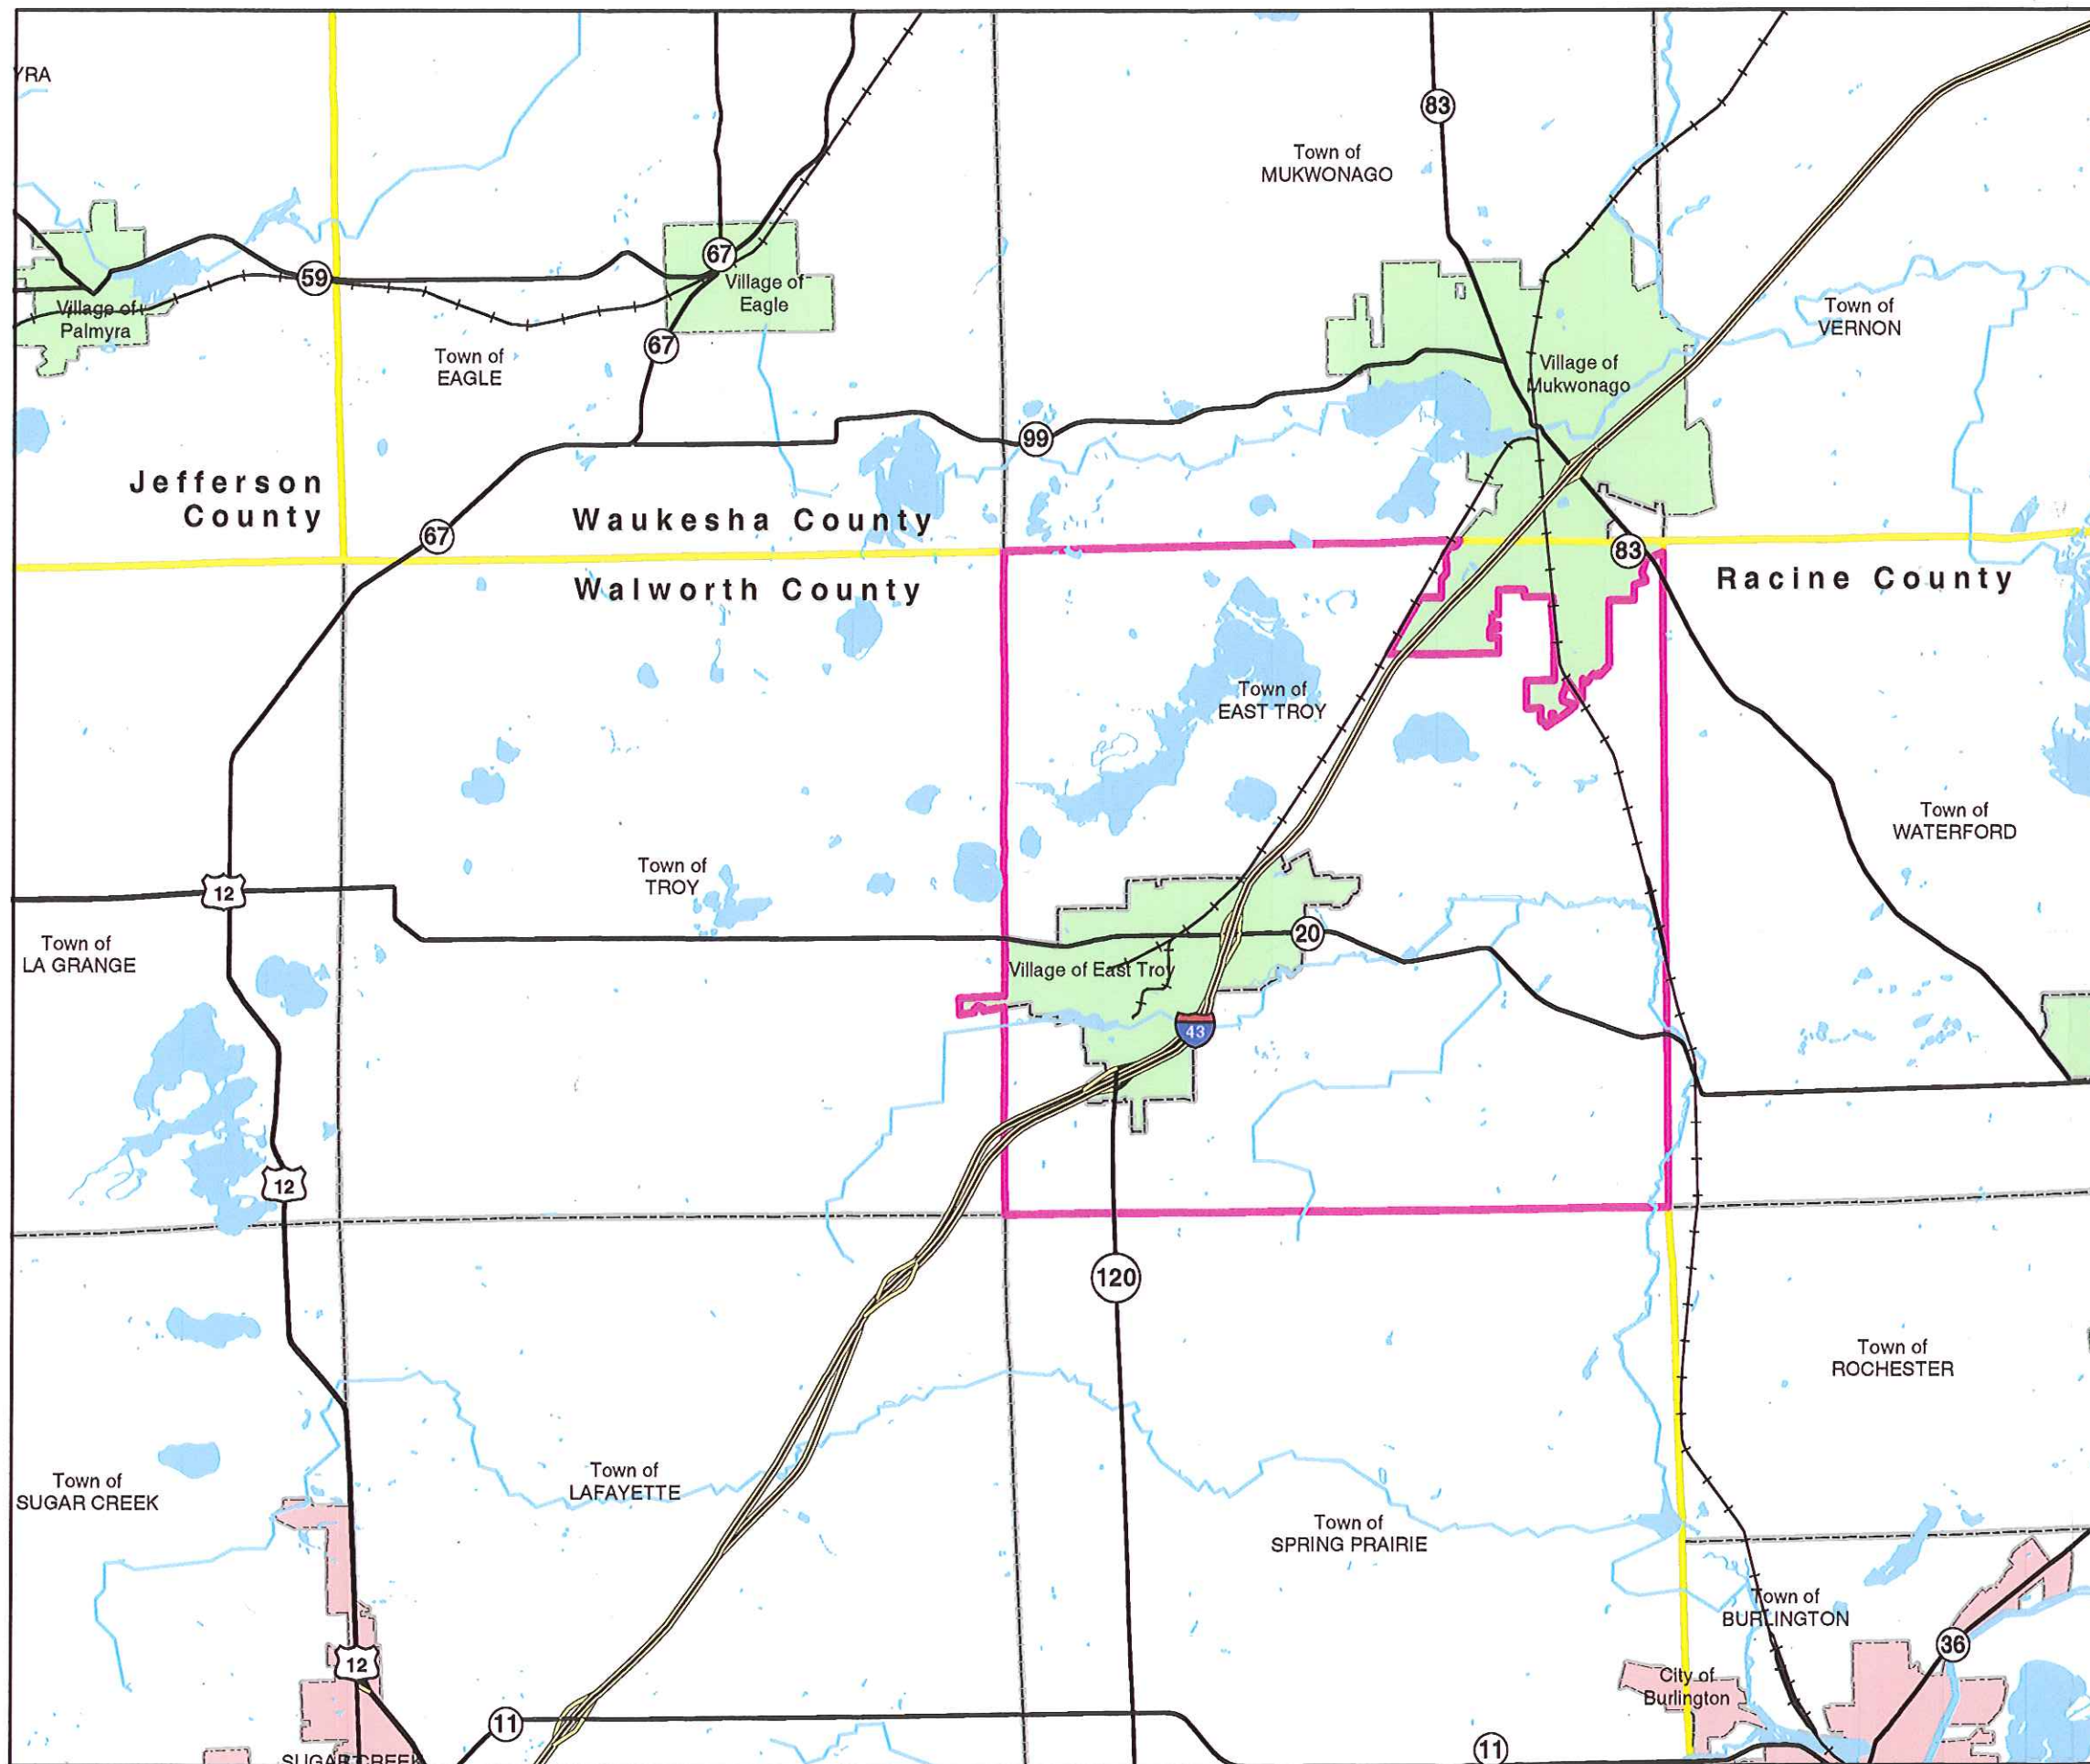 YRA
83
Town of
MUKWONAGO
67
59
Village of
Eagle
Village of
Palmyra
Town of
VERNON
67
Town of
EAGLE
Village of
Mukwonago
99
Jefferson
County
Waukesha County
67
83
Walworth County
Racine County
Town of
EAST TROY
Town of
WATERFORD
Town of
TROY
12
20
Town of
LA GRANGE
Village of East Troy
43
12
120
Town of
ROCHESTER
Town of
SUGAR CREEK
Town of
LAFAYETTE
Town of
SPRING PRAIRIE
Town of
BURLINGTON
36
12
City of
Burlington
11
11
SUGAR CREEK